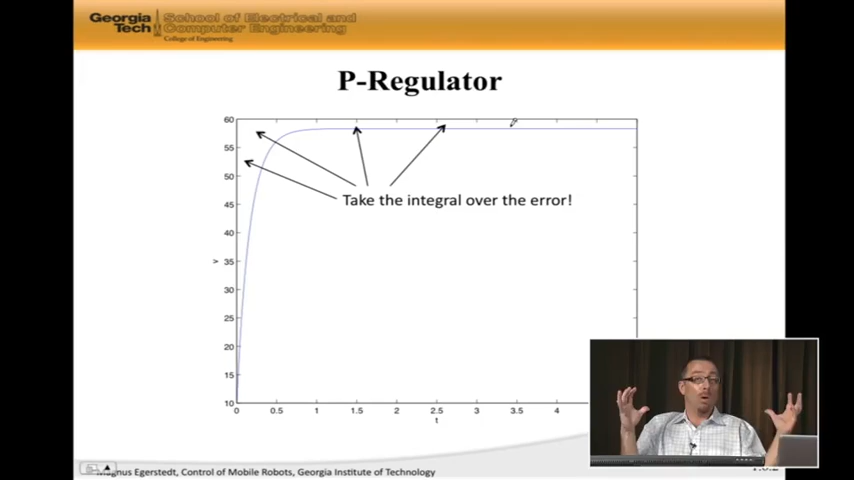 Georgia Tech
School of Electrical and Computer Engineering
College of Engineering
P-Regulator
60
55
50
45
40
35
30
25
20
15
10
v
Take the integral over the error!
0 0.5 1 1.5 2 2.5 3 3.5 4
t
Magnus Egerstedt, Control of Mobile Robots, Georgia Institute of Technology